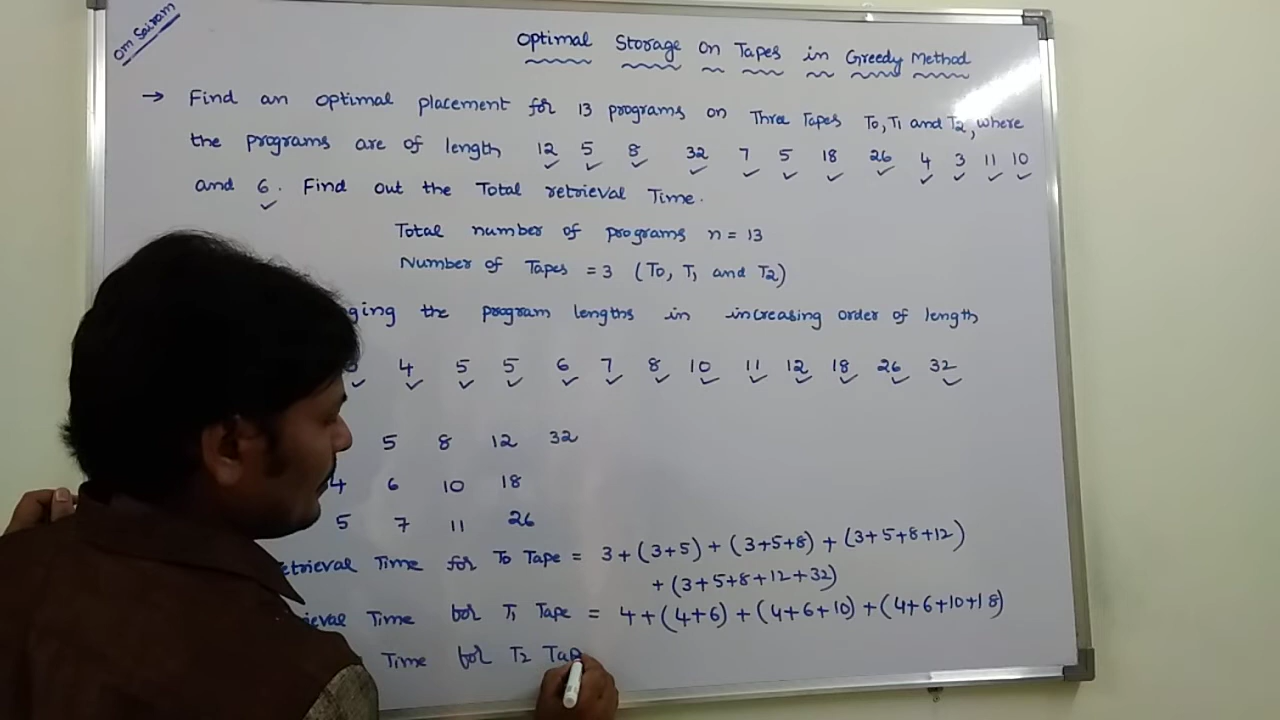 Om Sairam
Optimal Storage on Tapes in Greedy Method
→ Find an optimal placement for 13 programs on Three Tapes T0, T1 and T2, where
the programs are of length 12 5 8 32 7 5 18 26 4 3 11 10
and 6. Find out the Total retrieval Time.
Total number of programs n = 13
Number of Tapes = 3 (T0, T1 and T2)
the program lengths in increasing order of length
3 4 5 5 6 7 8 10 11 12 18 26 32
5 8 12 32
4 6 10 18
5 7 11 26
Time for T0 Tape = 3 + (3+5) + (3+5+8) + (3+5+8+12)
+ (3+5+8+12+32)
Time for T1 Tape = 4 + (4+6) + (4+6+10) + (4+6+10+18)
Time for T2 Tap